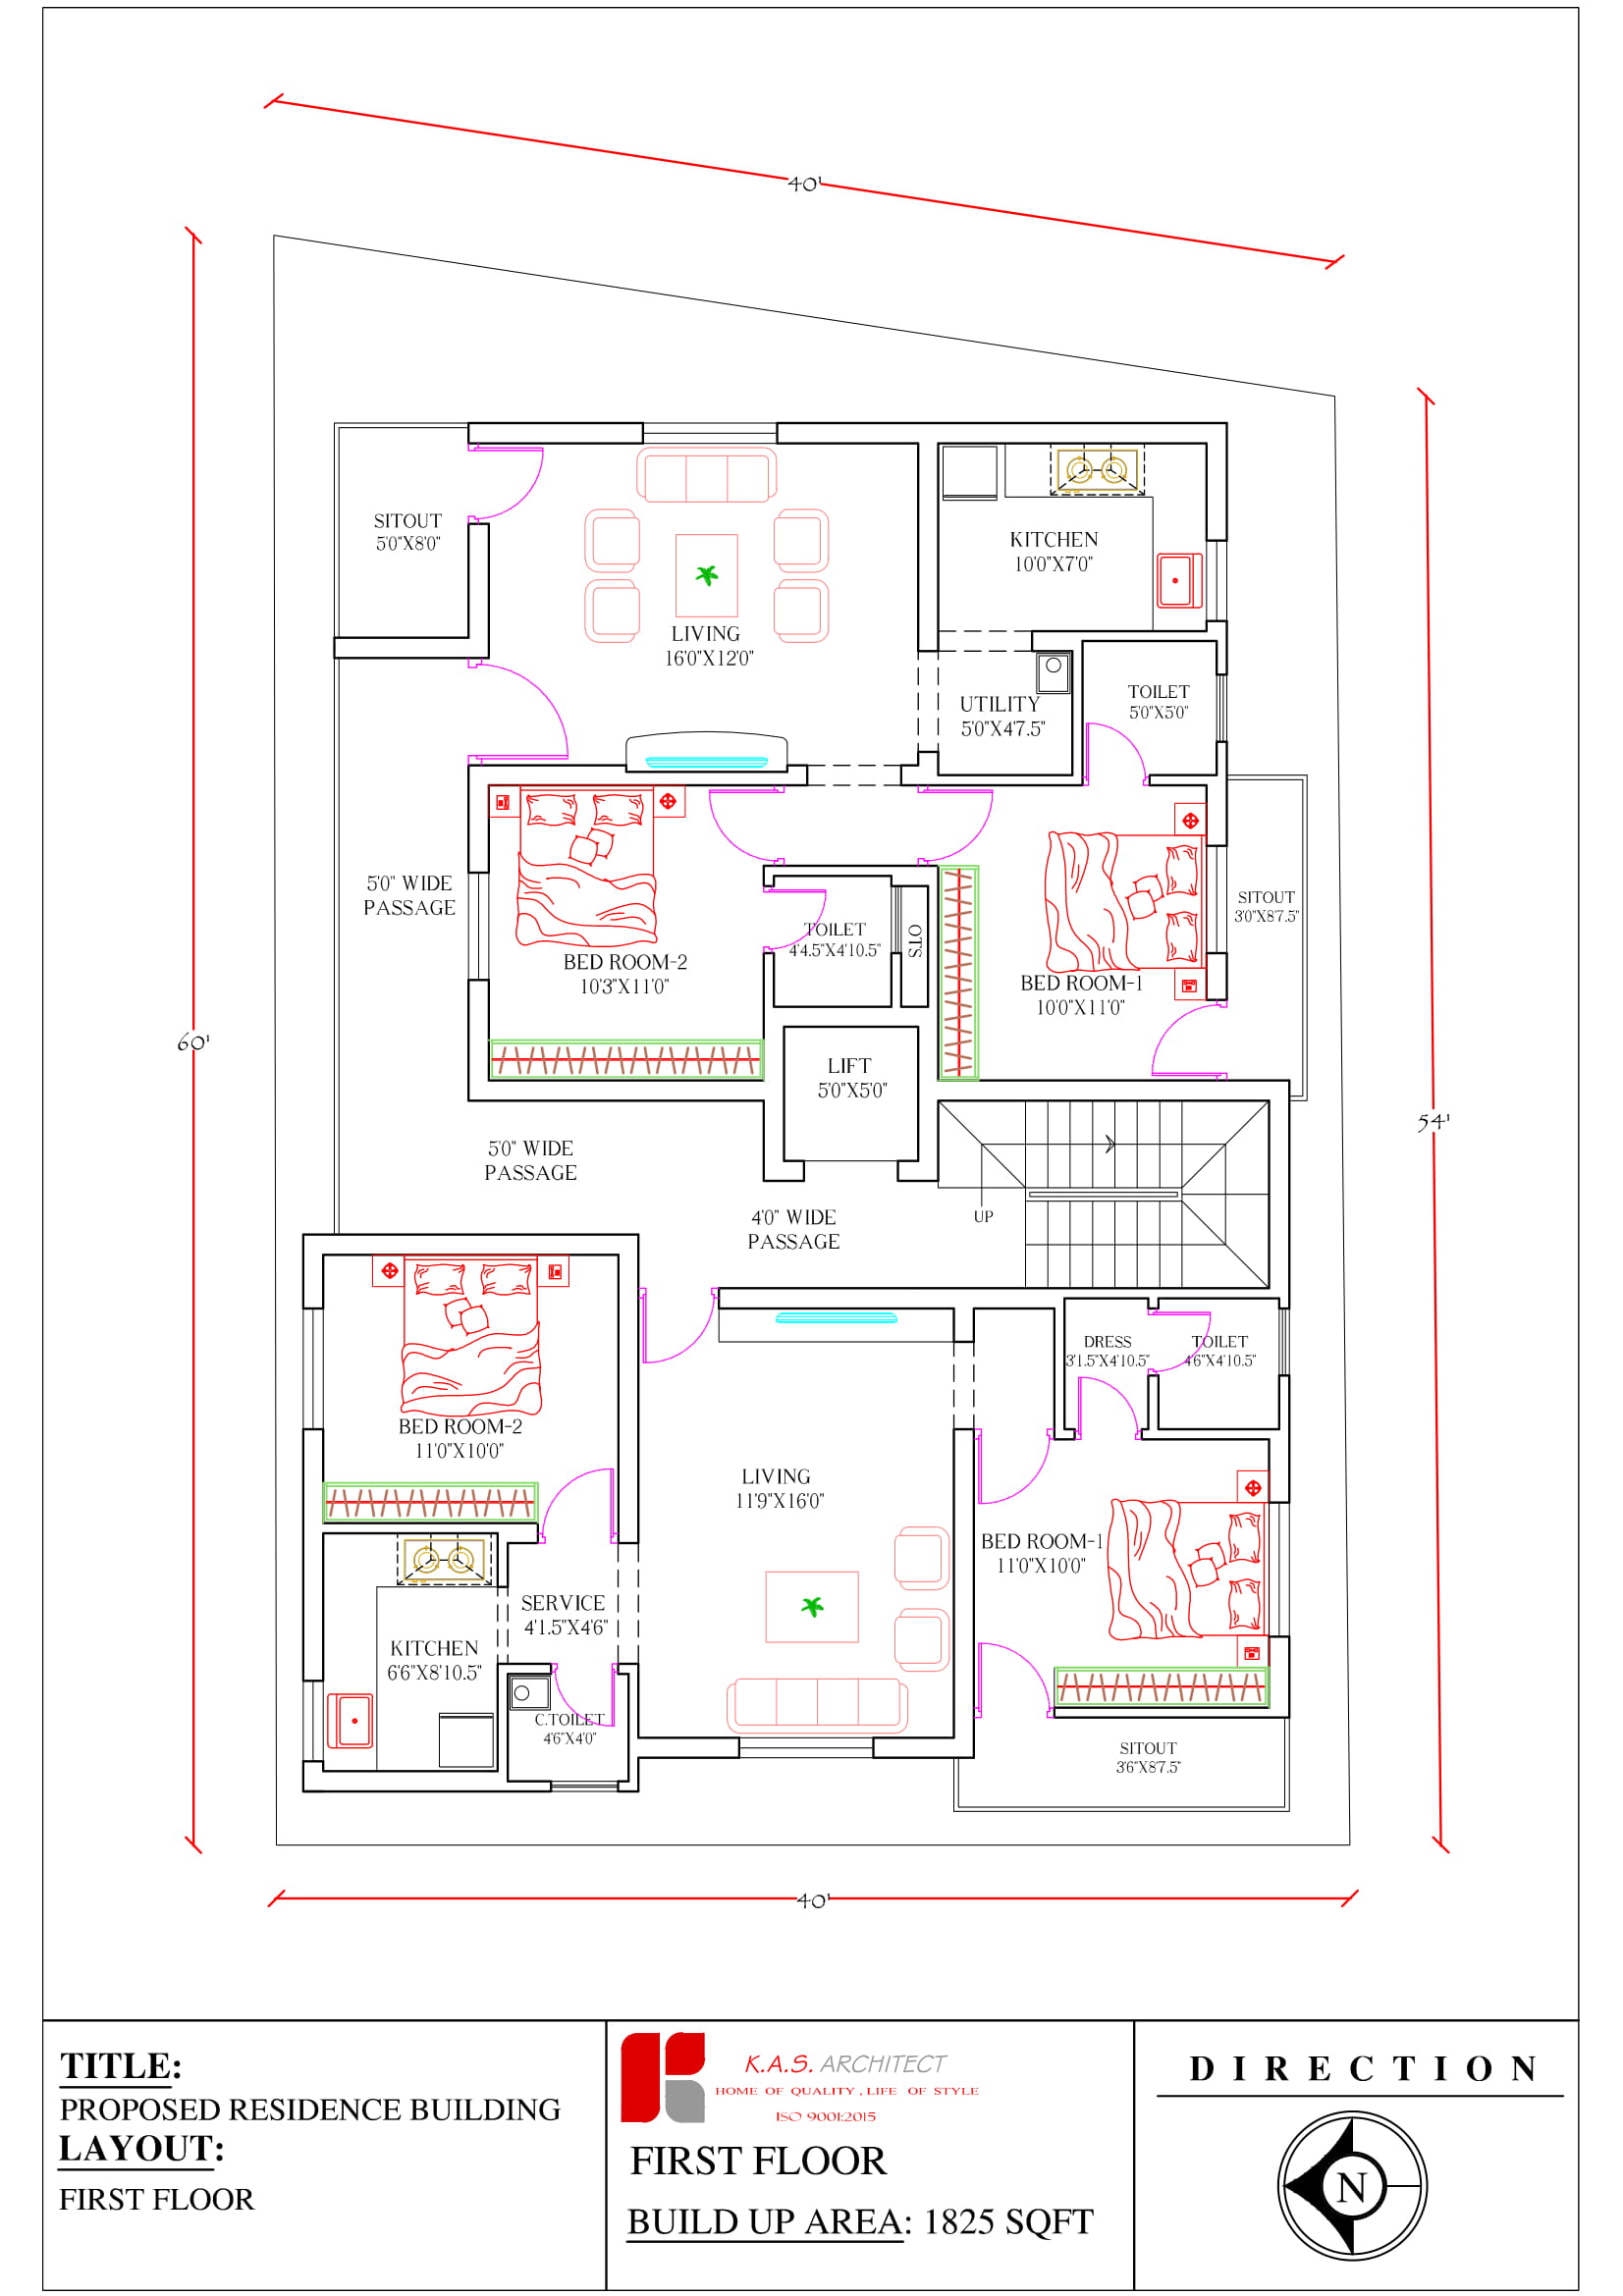 40'
60'
54'
SITOUT
5'0"X8'0"
KITCHEN
10'0"X7'0"
LIVING
16'0"X12'0"
UTILITY
5'0"X4'7.5"
TOILET
5'0"X5'0"
5'0" WIDE
PASSAGE
BED ROOM-2
10'3"X11'0"
TOILET
4'4.5"X4'10.5"
OTS
BED ROOM-1
10'0"X11'0"
SITOUT
3'0"X8'7.5"
LIFT
5'0"X5'0"
5'0" WIDE
PASSAGE
4'0" WIDE
PASSAGE
UP
BED ROOM-2
11'0"X10'0"
DRESS
3'1.5"X4'10.5"
TOILET
4'6"X4'10.5"
LIVING
11'9"X16'0"
BED ROOM-1
11'0"X10'0"
SERVICE
4'1.5"X4'6"
KITCHEN
6'6"X8'10.5"
C.TOILET
4'6"X4'0"
SITOUT
3'6"X8'7.5"
40'
TITLE:
PROPOSED RESIDENCE BUILDING
LAYOUT:
FIRST FLOOR
K.A.S. ARCHITECT
HOME OF QUALITY , LIFE OF STYLE
ISO 9001:2015
FIRST FLOOR
BUILD UP AREA: 1825 SQFT
DIRECTION
N